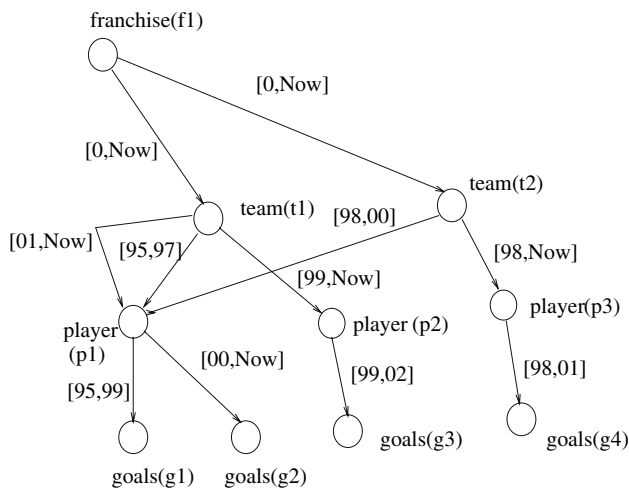 franchise(f1)
[0,Now]
[0,Now]
team(t2)
team(t1)
[98,00]
[01,Now]
[95,97]
[98,Now]
[99,Now]
player(p3)
player
(p1)
player (p2)
[00,Now]
[98,01]
[99,02]
[95,99]
goals(g3)
goals(g4)
goals(g1)
goals(g2)